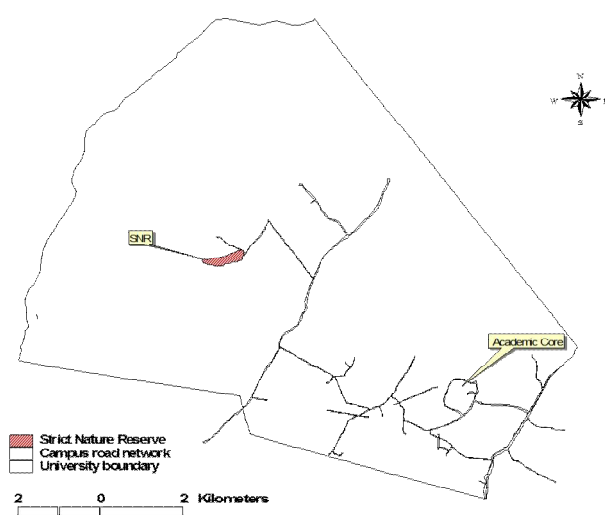 N
W
S
SNR
Academic Core
Strict Nature Reserve
Campus road network
University boundary
2 0 2 Kilometers